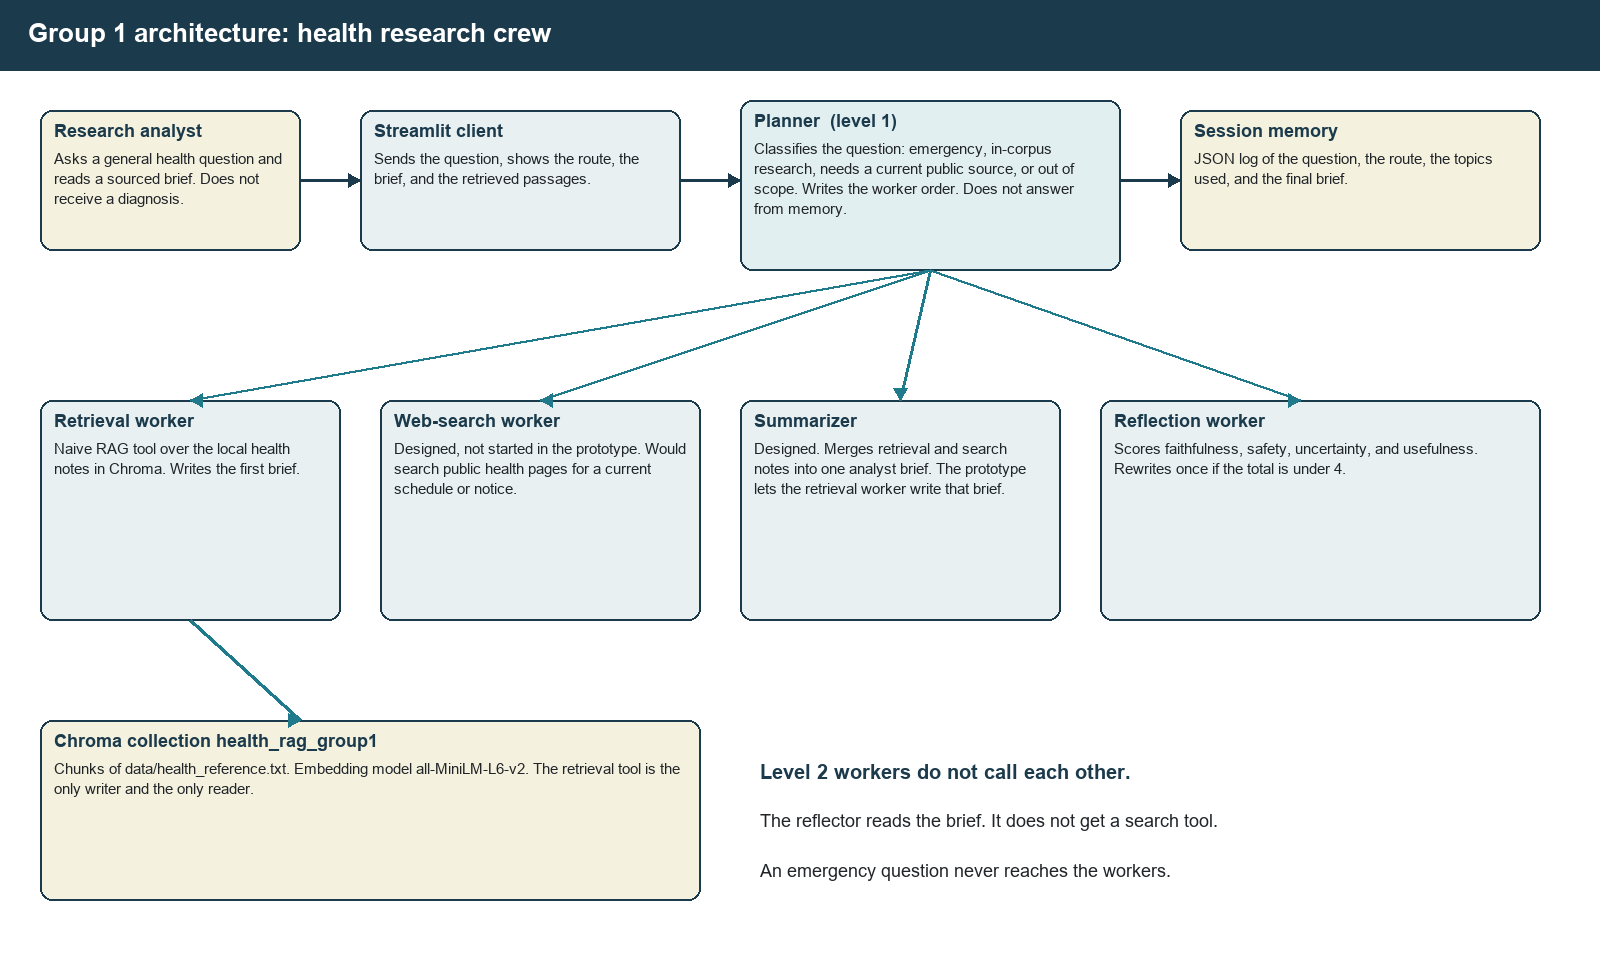 Group 1 architecture: health research crew
Research analyst
Asks a general health question and
reads a sourced brief. Does not
receive a diagnosis.
Streamlit client
Sends the question, shows the route, the
brief, and the retrieved passages.
Planner  (level 1)
Classifies the question: emergency, in-corpus
research, needs a current public source, or out of
scope. Writes the worker order. Does not answer
from memory.
Session memory
JSON log of the question, the route, the topics
used, and the final brief.
Retrieval worker
Naive RAG tool over the local health
notes in Chroma. Writes the first brief.
Web-search worker
Designed, not started in the prototype. Would
search public health pages for a current
schedule or notice.
Summarizer
Designed. Merges retrieval and search
notes into one analyst brief. The prototype
lets the retrieval worker write that brief.
Reflection worker
Scores faithfulness, safety, uncertainty, and usefulness.
Rewrites once if the total is under 4.
Chroma collection health_rag_group1
Chunks of data/health_reference.txt. Embedding model all-MiniLM-L6-v2. The retrieval tool is the
only writer and the only reader.
Level 2 workers do not call each other.
The reflector reads the brief. It does not get a search tool.
An emergency question never reaches the workers.